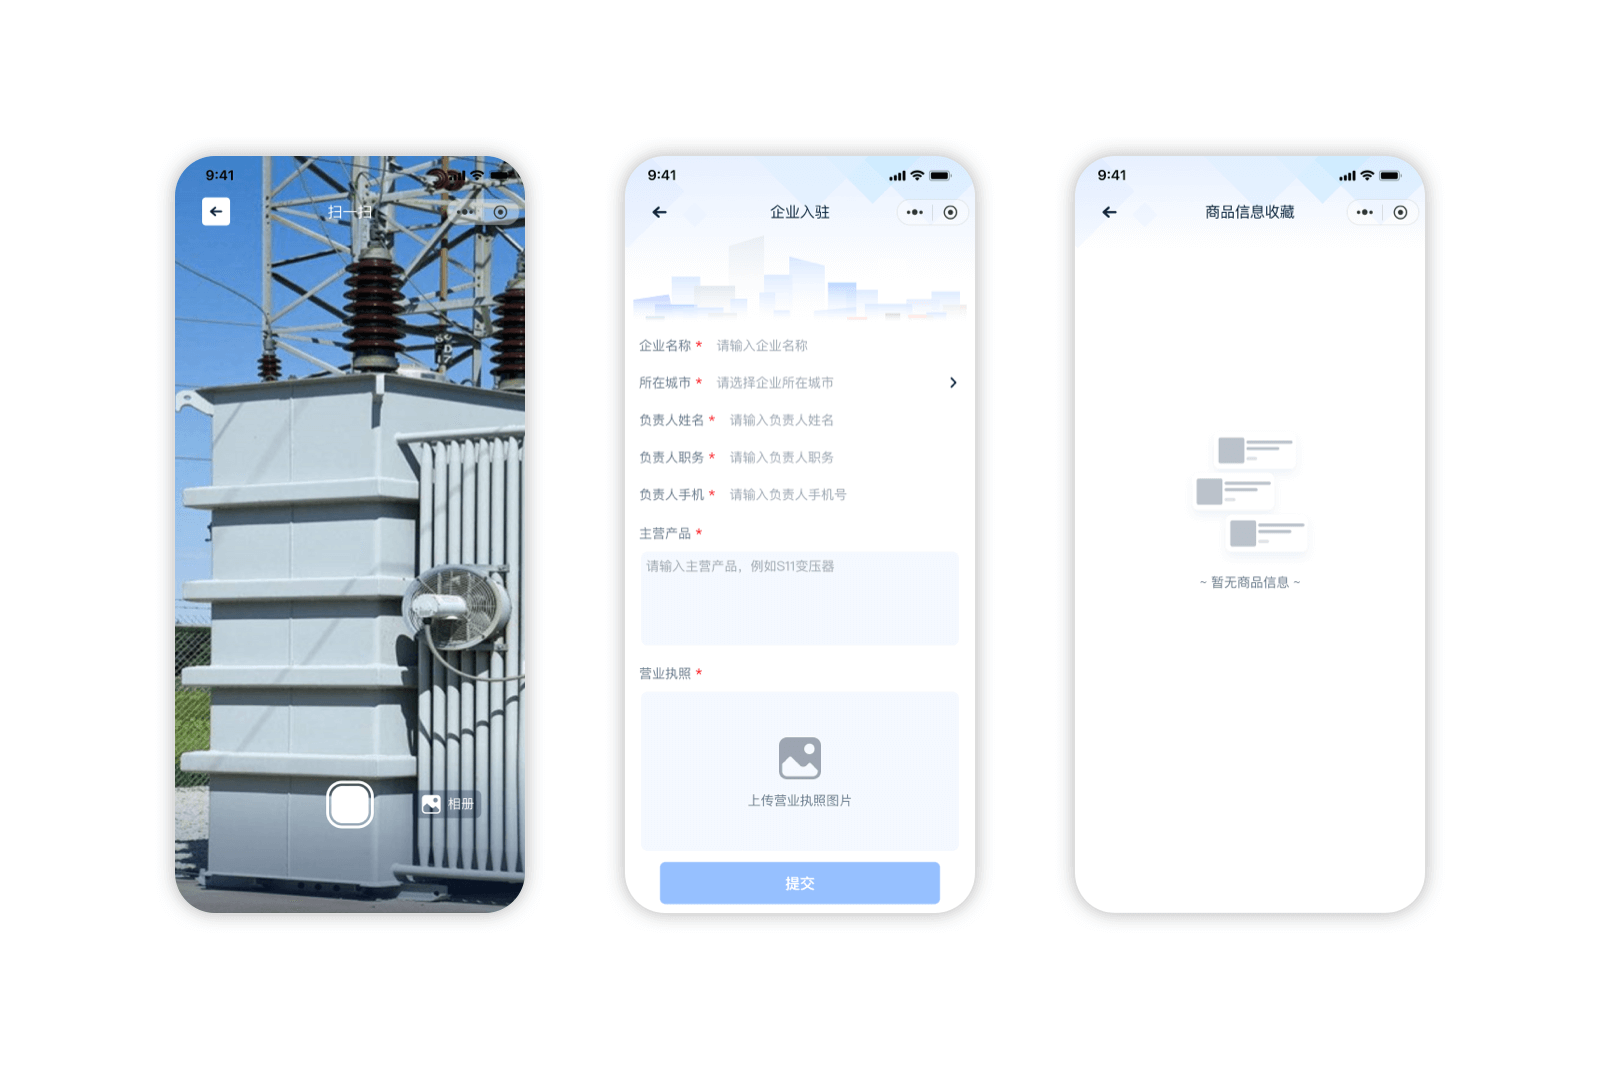 9:41
扫一扫
相册
9:41
企业入驻
企业名称 * 请输入企业名称
所在城市 * 请选择企业所在城市
负责人姓名 * 请输入负责人姓名
负责人职务 * 请输入负责人职务
负责人手机 * 请输入负责人手机号
主营产品 *
请输入主营产品，例如S11变压器
营业执照 *
上传营业执照图片
提交
9:41
商品信息收藏
~ 暂无商品信息 ~